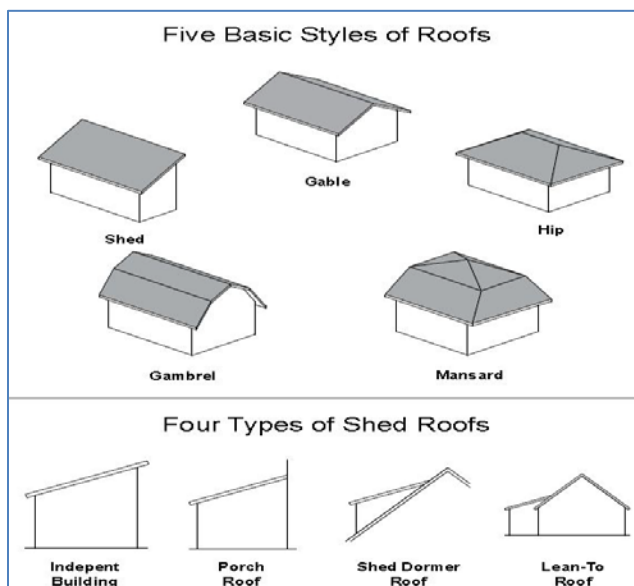 Five Basic Styles of Roofs
Gable
Shed
Hip
Gambrel
Mansard
Four Types of Shed Roofs
Indepent
Building
Porch
Roof
Shed Dormer
Roof
Lean-To
Roof